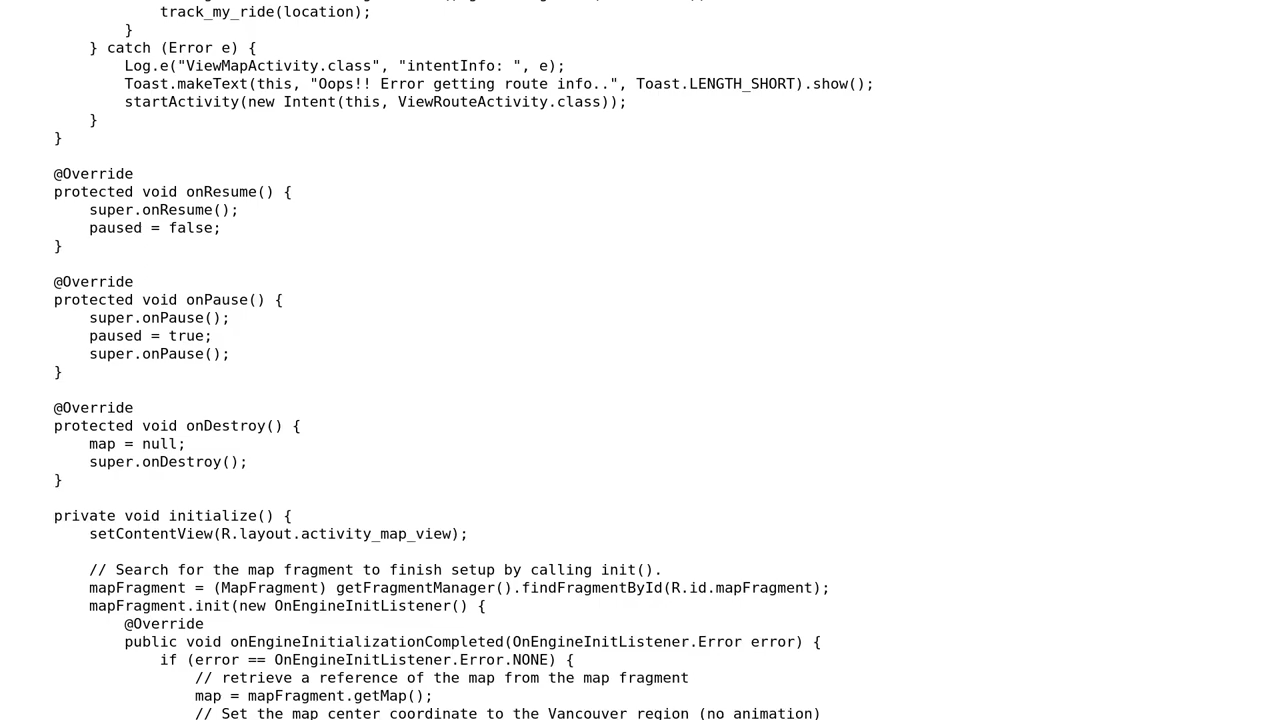 track_my_ride(location);
}
} catch (Error e) {
Log.e("ViewMapActivity.class", "intentInfo: ", e);
Toast.makeText(this, "Oops!! Error getting route info..", Toast.LENGTH_SHORT).show();
startActivity(new Intent(this, ViewRouteActivity.class));
}
}
@Override
protected void onResume() {
super.onResume();
paused = false;
}
@Override
protected void onPause() {
super.onPause();
paused = true;
super.onPause();
}
@Override
protected void onDestroy() {
map = null;
super.onDestroy();
}
private void initialize() {
setContentView(R.layout.activity_map_view);
// Search for the map fragment to finish setup by calling init().
mapFragment = (MapFragment) getFragmentManager().findFragmentById(R.id.mapFragment);
mapFragment.init(new OnEngineInitListener() {
@Override
public void onEngineInitializationCompleted(OnEngineInitListener.Error error) {
if (error == OnEngineInitListener.Error.NONE) {
// retrieve a reference of the map from the map fragment
map = mapFragment.getMap();
// Set the map center coordinate to the Vancouver region (no animation)